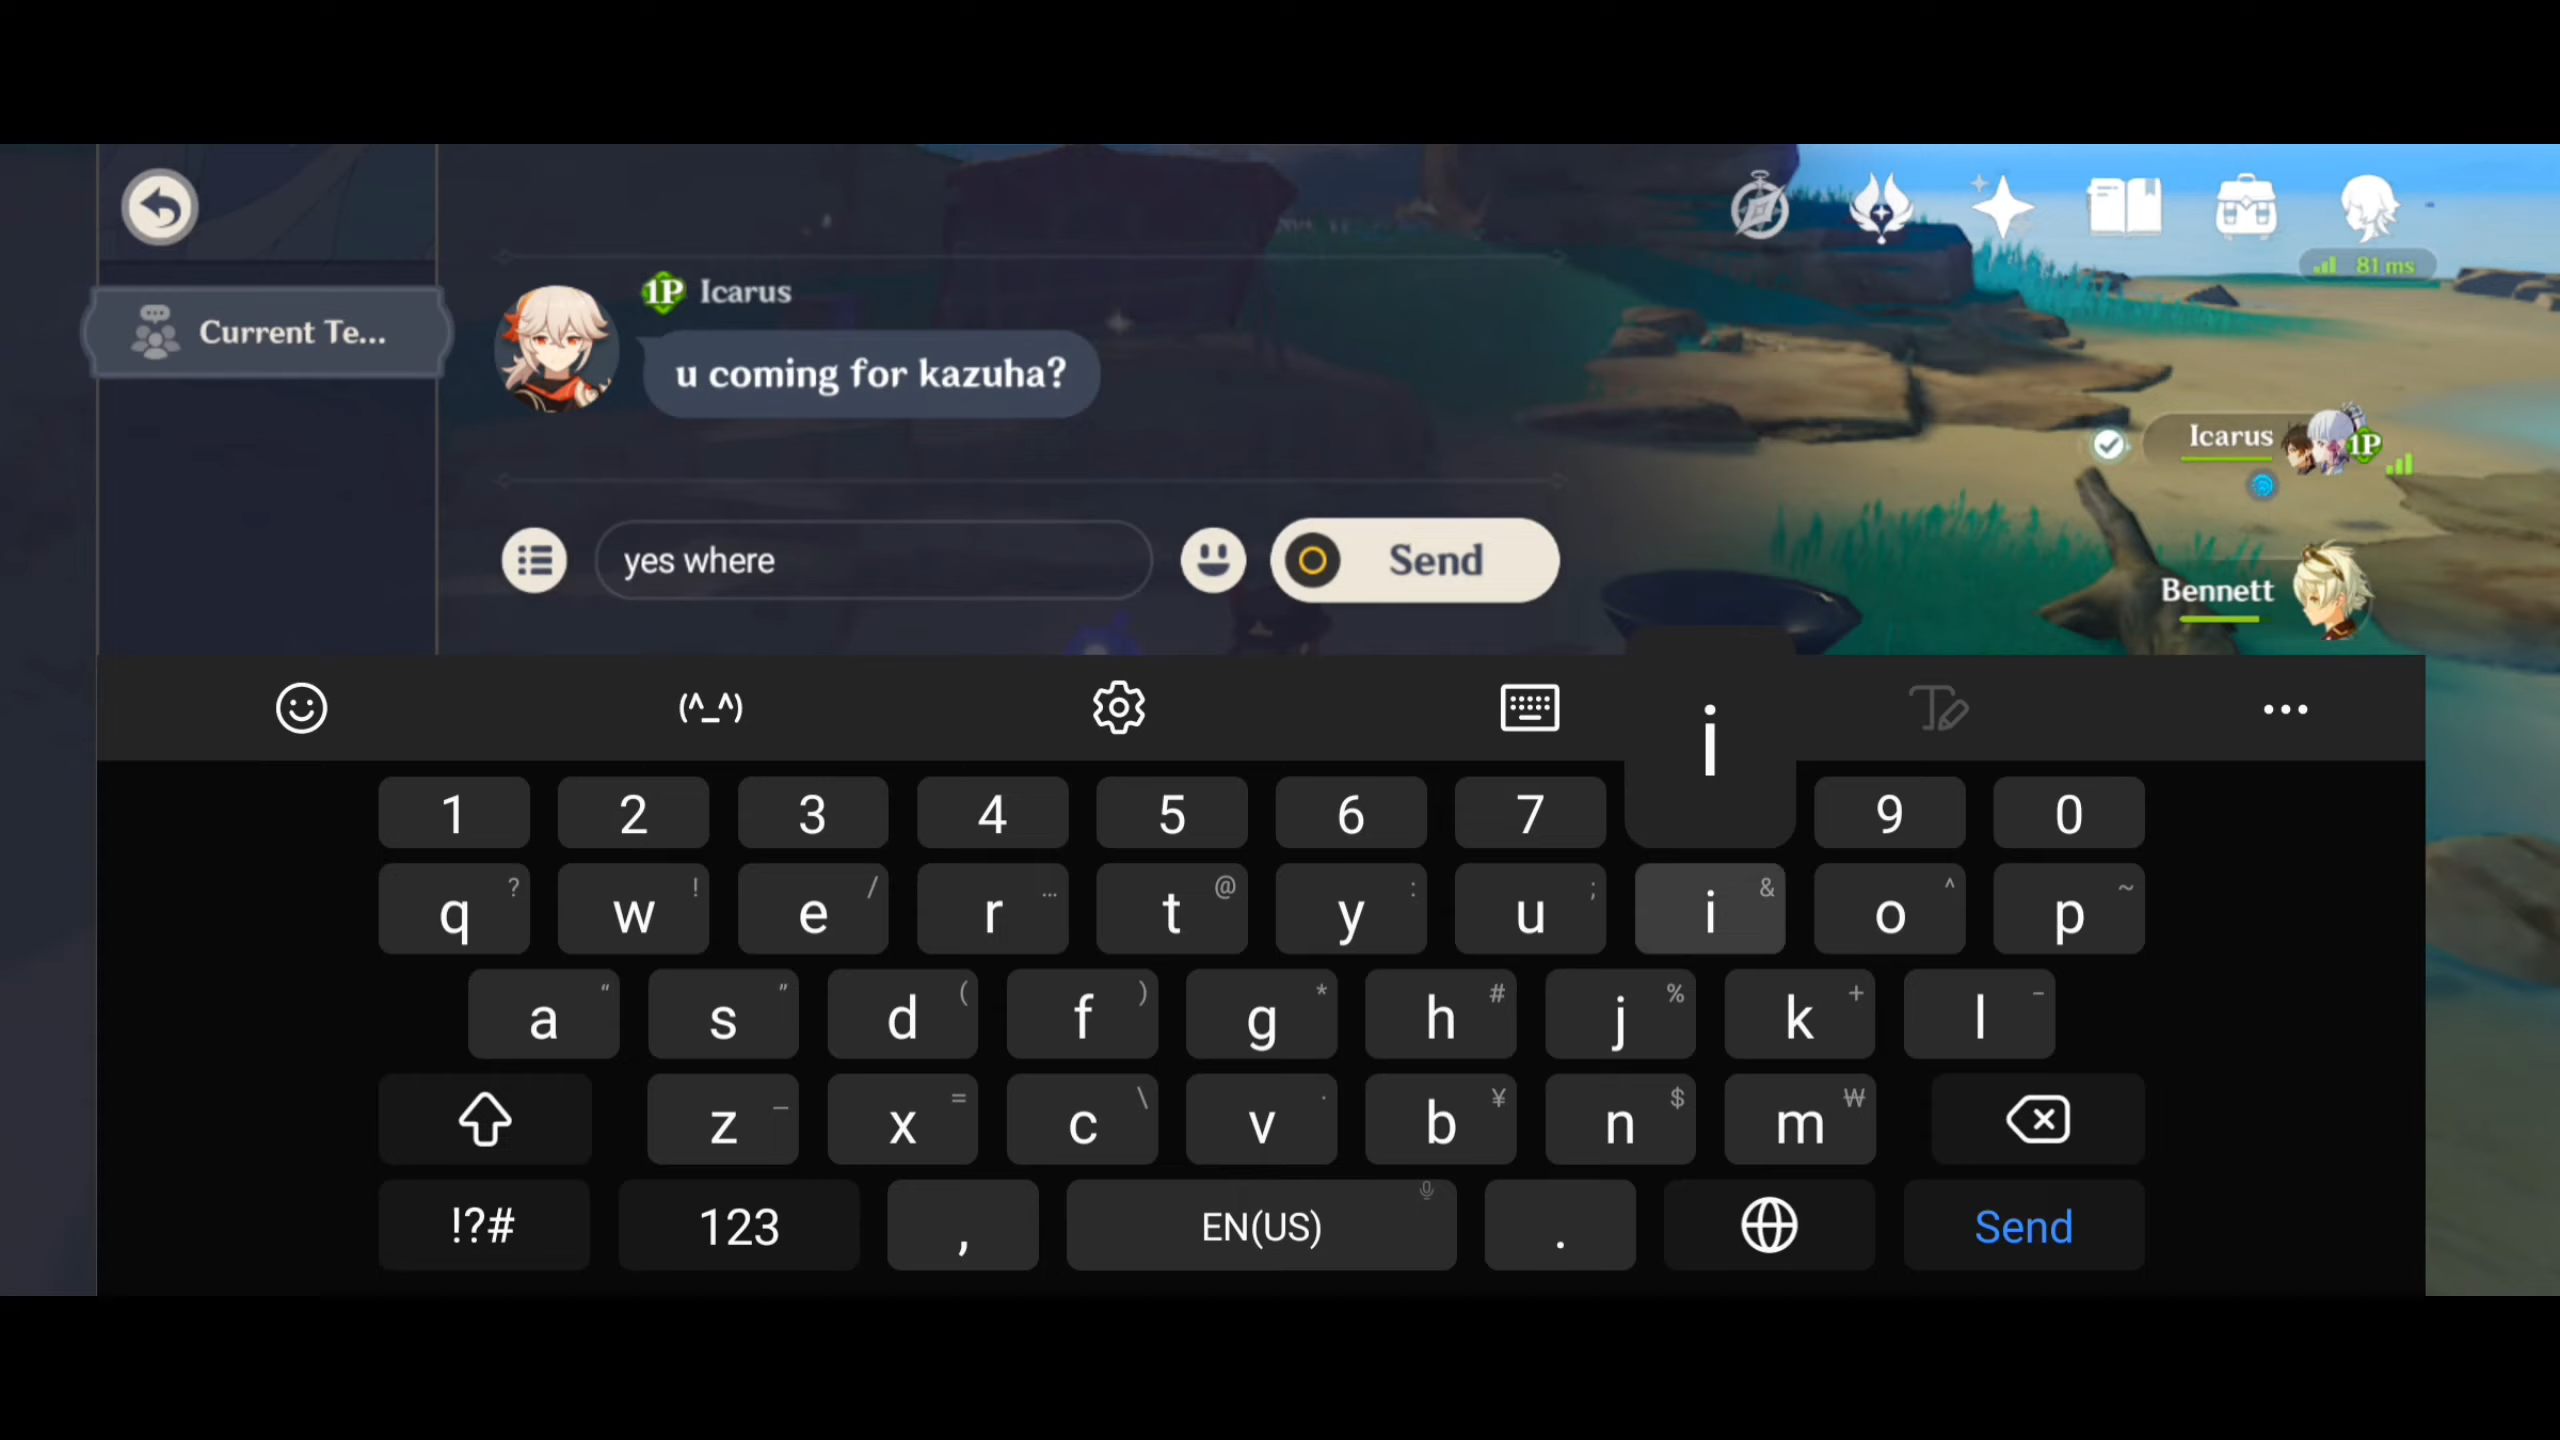 1P Icarus
81 ms
Current Te...
u coming for kazuha?
Icarus 1P
yes where
Send
Bennett
(^_^)
i
1 2 3 4 5 6 7 9 0
q ? w ! e / r ... t @ y : u ; i & o ^ p ~
a “ s ” d ( f ) g * h # j % k + l -
z _ x = c \ v · b ¥ n $ m ₩
!?# 123 , EN(US) . Send